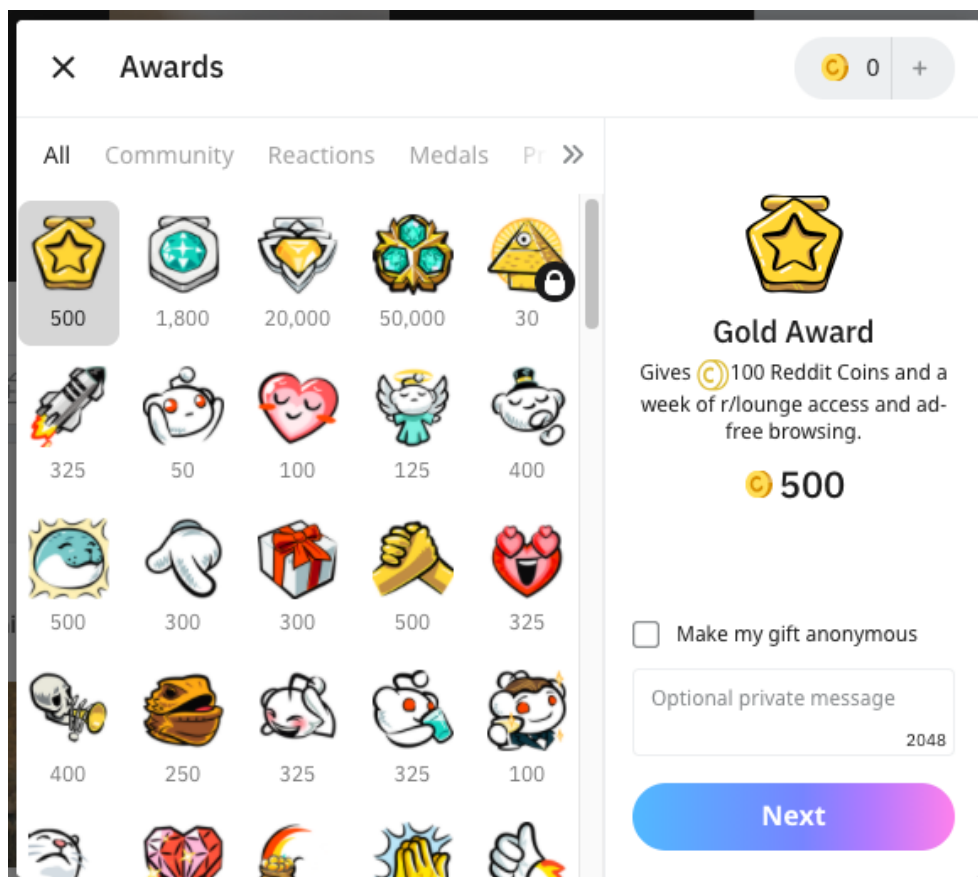 Awards
0 +
All Community Reactions Medals Pr
500 1,800 20,000 50,000 30
325 50 100 125 400
500 300 300 500 325
400 250 325 325 100
Gold Award
Gives C 100 Reddit Coins and a
week of r/lounge access and ad-
free browsing.
C 500
Make my gift anonymous
Optional private message
2048
Next